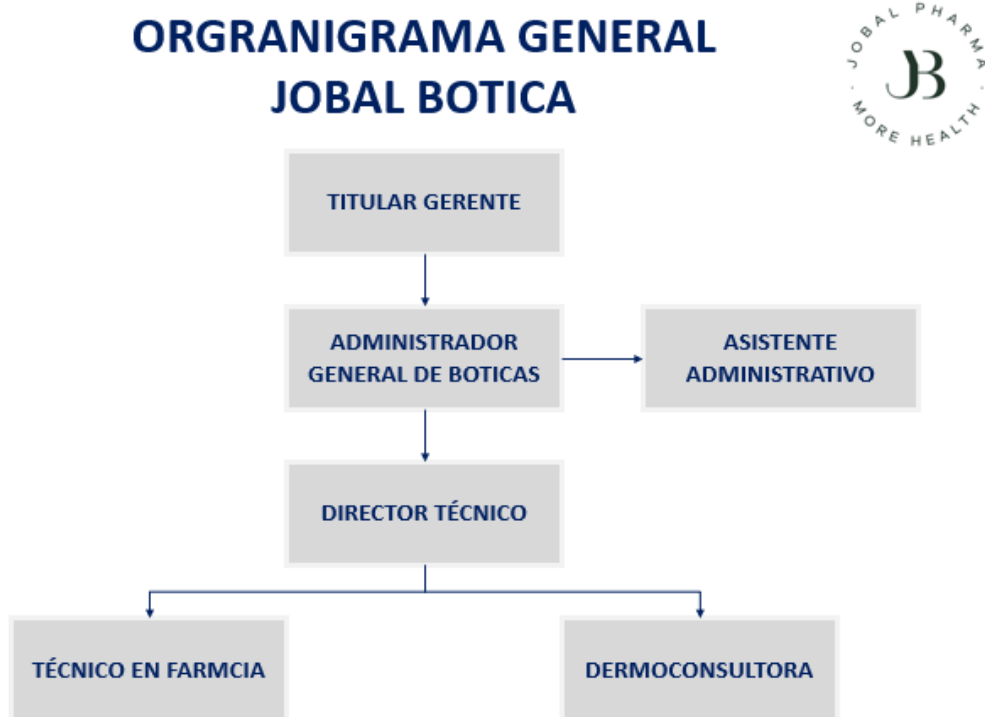 ORGRANIGRAMA GENERAL
JOBAL BOTICA
JOBAL PHARMA
JB
MORE HEALTH
TITULAR GERENTE
ADMINISTRADOR
GENERAL DE BOTICAS
ASISTENTE
ADMINISTRATIVO
DIRECTOR TÉCNICO
TÉCNICO EN FARMCIA
DERMOCONSULTORA